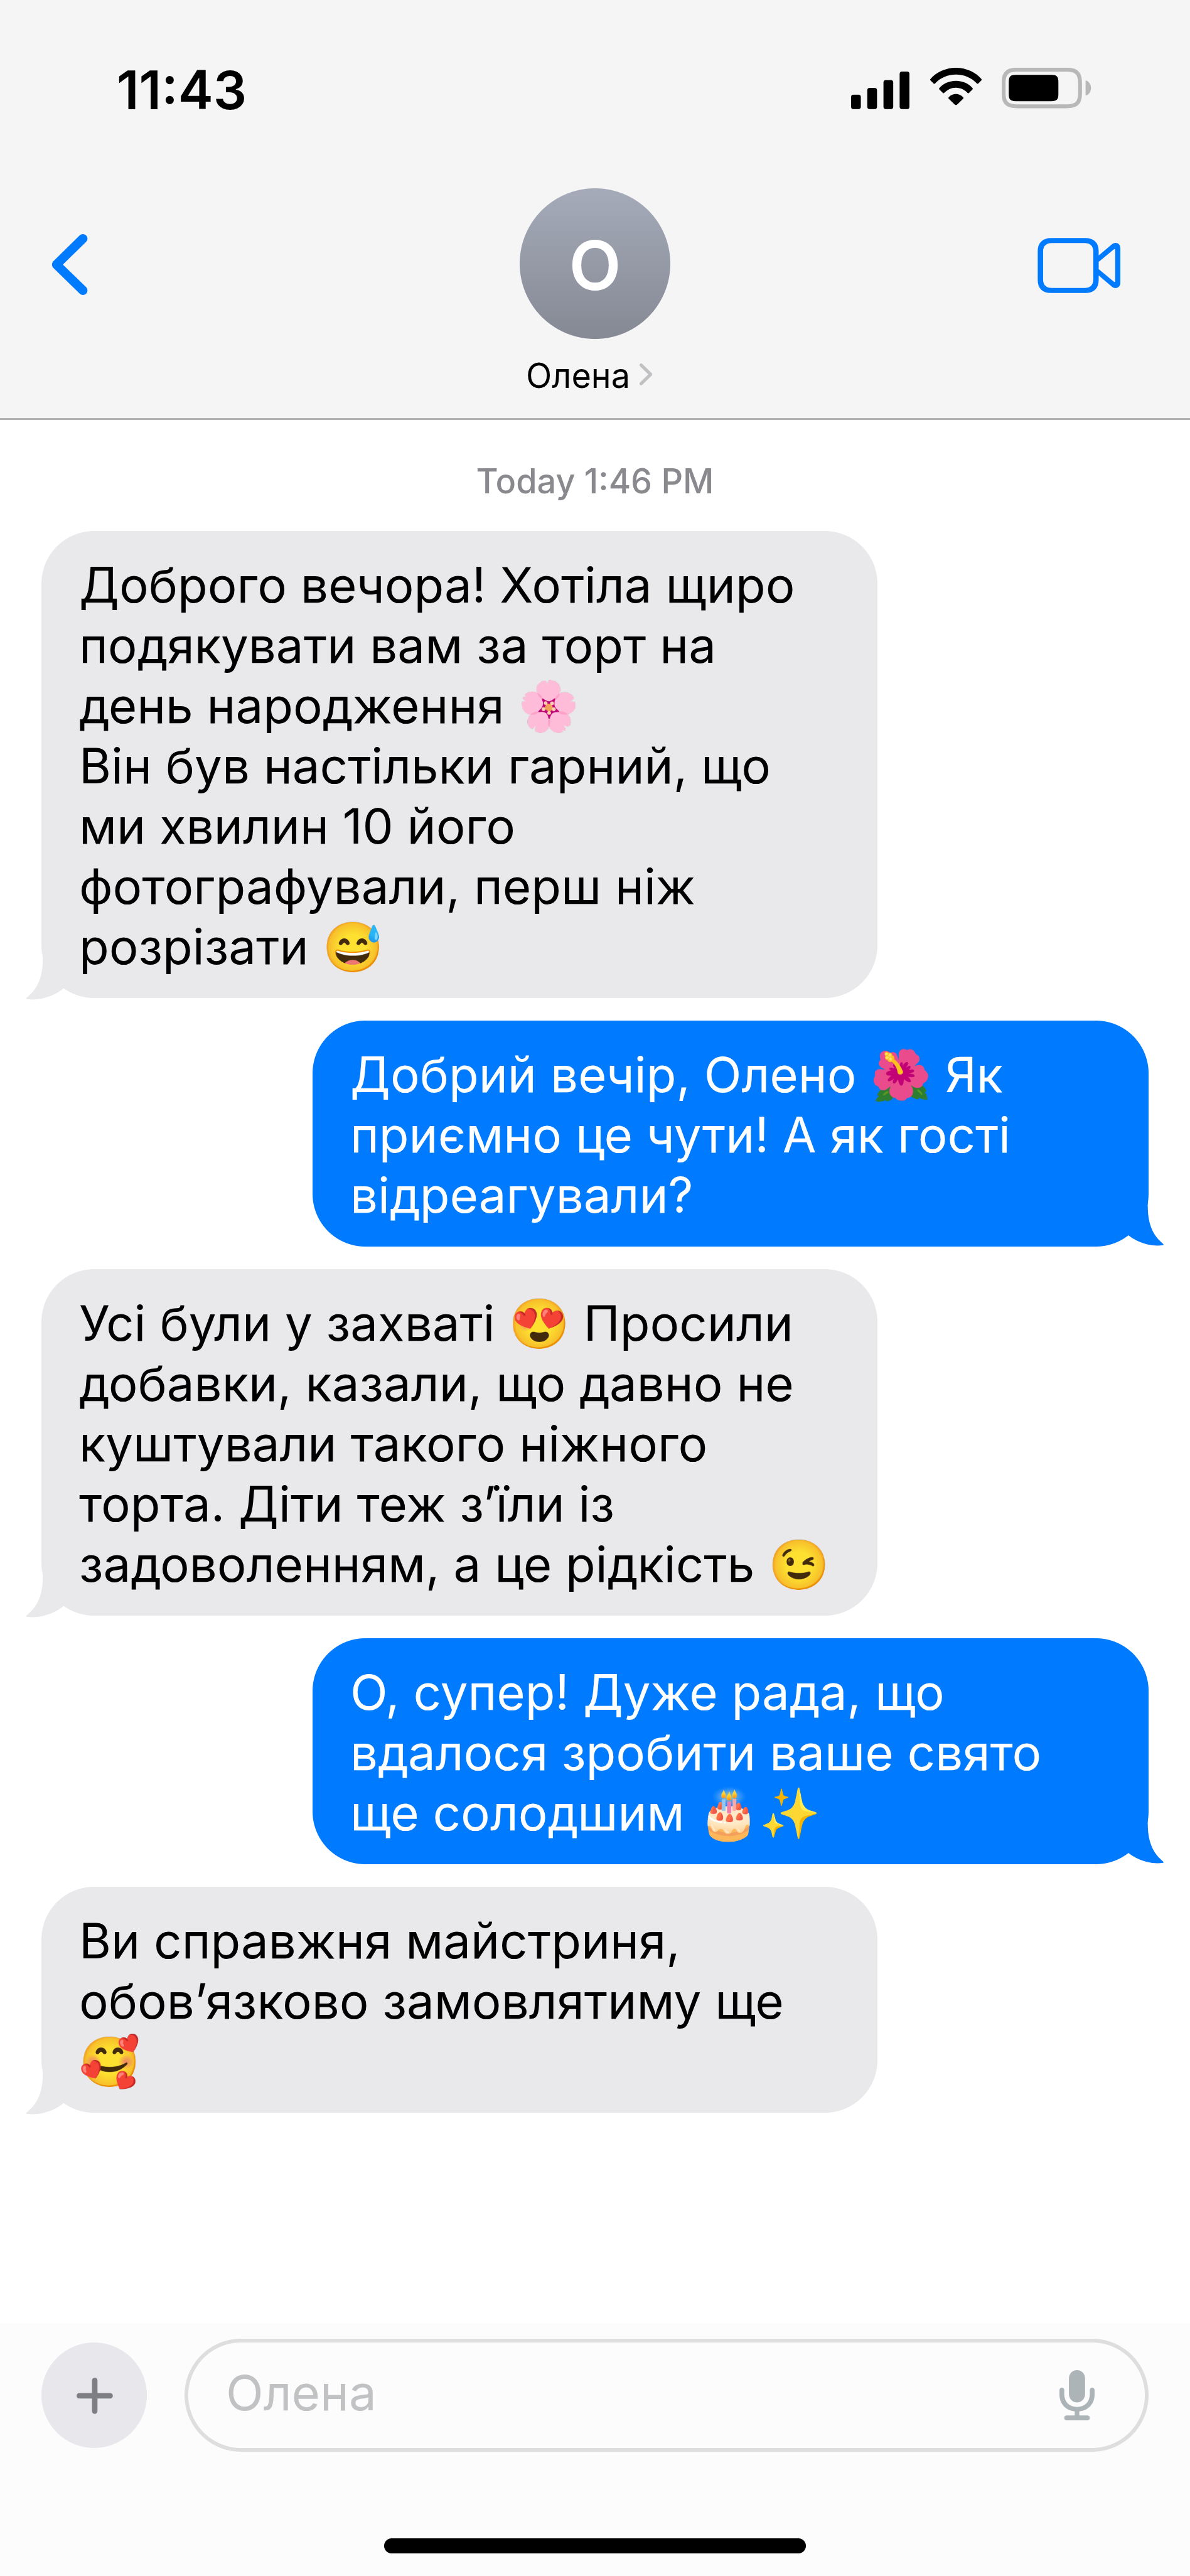 11:43
О
Олена
Today 1:46 PM
Доброго вечора! Хотіла щиро
подякувати вам за торт на
день народження 🌸
Він був настільки гарний, що
ми хвилин 10 його
фотографували, перш ніж
розрізати 😅
Добрий вечір, Олено 🌺 Як
приємно це чути! А як гості
відреагували?
Усі були у захваті 😍 Просили
добавки, казали, що давно не
куштували такого ніжного
торта. Діти теж з’їли із
задоволенням, а це рідкість 😉
О, супер! Дуже рада, що
вдалося зробити ваше свято
ще солодшим 🎂✨
Ви справжня майстриня,
обов’язково замовлятиму ще
🥰
Олена